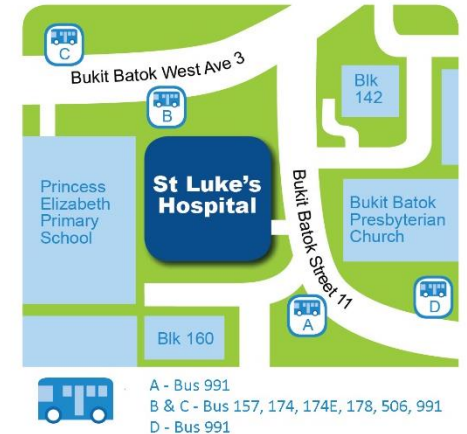 C
Bukit Batok West Ave 3
B
Blk
142
Princess
Elizabeth
Primary
School
St Luke's
Hospital
Bukit Batok Street 11
Bukit Batok
Presbyterian
Church
D
A
Blk 160
A - Bus 991
B & C - Bus 157, 174, 174E, 178, 506, 991
D - Bus 991